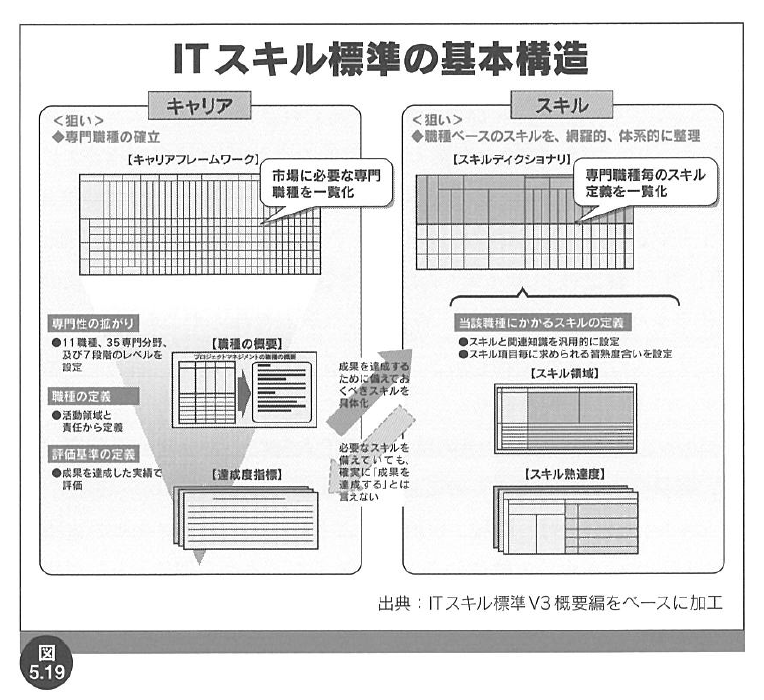 ITスキル標準の基本構造
キャリア
＜狙い＞
◆専門職種の確立
【キャリアフレームワーク】
市場に必要な専門
職種を一覧化
専門性の拡がり
●11職種、35専門分野、
及び7段階のレベルを
設定
職種の定義
●活動領域と
責任から定義
評価基準の定義
●成果を達成した実績で
評価
【職種の概要】
プロジェクトマネジメントの職種の概要
【達成度指標】
成果を達成する
ために備えてお
くべきスキルを
具体化
必要なスキルを
備えていても、
確実に「成果を
達成する」とは
言えない
スキル
＜狙い＞
◆職種ベースのスキルを、網羅的、体系的に整理
【スキルディクショナリ】
専門職種毎のスキル
定義を一覧化
当該職種にかかるスキルの定義
●スキルと関連知識を汎用的に設定
●スキル項目毎に求められる習熟度合いを設定
【スキル領域】
【スキル熟達度】
出典：ITスキル標準V3概要編をベースに加工
図
5.19